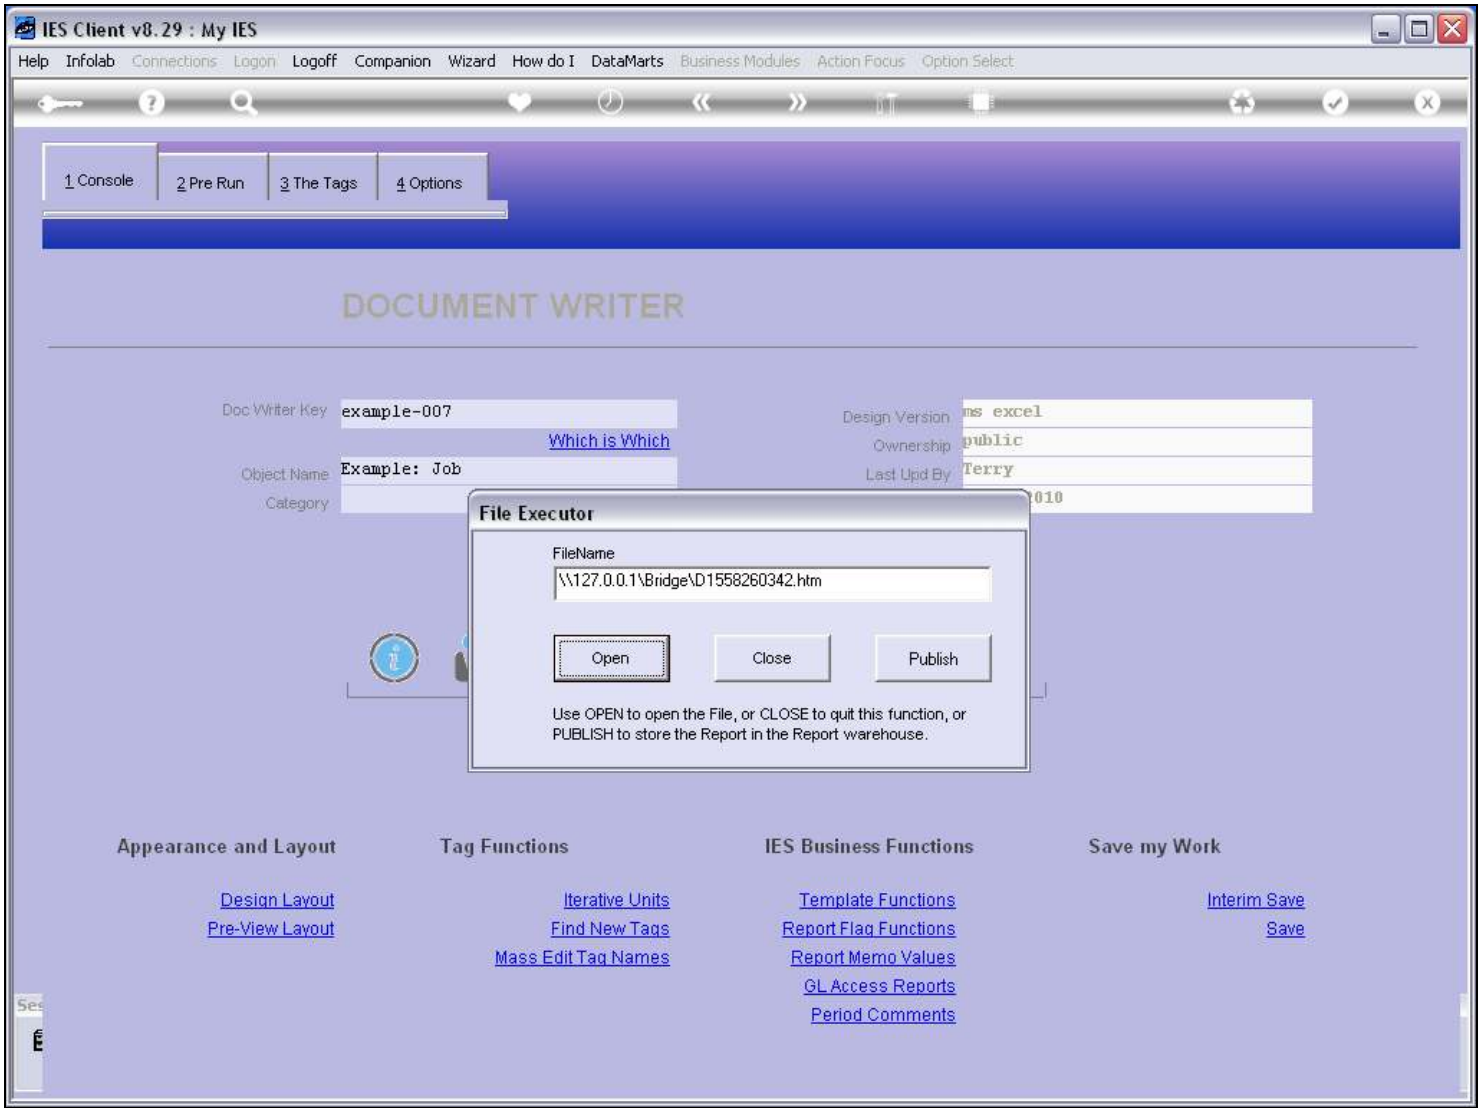 IES Client v8.29 : My IES
Help Infolab Connections Logon Logoff Companion Wizard How do I DataMarts Business Modules Action Focus Option Select
1 Console 2 Pre Run 3 The Tags 4 Options
DOCUMENT WRITER
Doc Writer Key example-007
Which is Which
Object Name Example: Job
Category
Design Version ms excel
Ownership public
Last Upd By Terry
2010
File Executor
FileName
\\127.0.0.1\Bridge\D1558260342.htm
Open Close Publish
Use OPEN to open the File, or CLOSE to quit this function, or
PUBLISH to store the Report in the Report warehouse.
Appearance and Layout
Design Layout
Pre-View Layout
Tag Functions
Iterative Units
Find New Tags
Mass Edit Tag Names
IES Business Functions
Template Functions
Report Flag Functions
Report Memo Values
GL Access Reports
Period Comments
Save my Work
Interim Save
Save
Ses